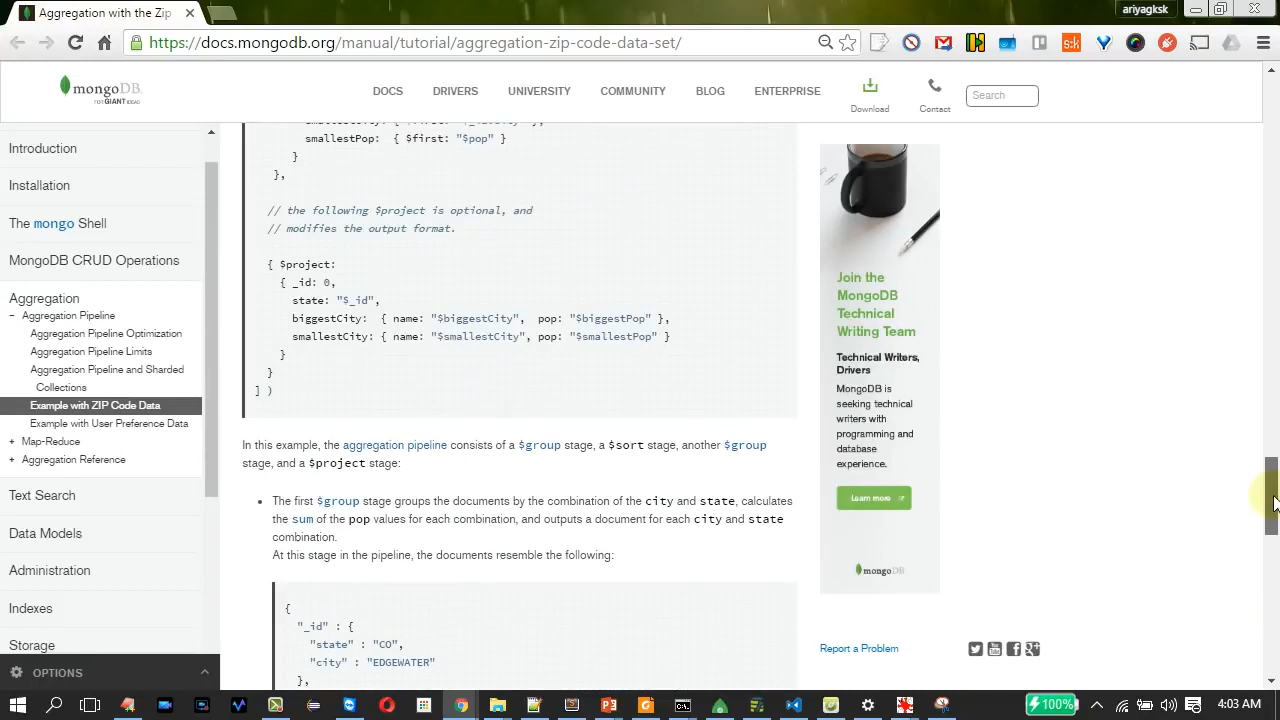 Aggregation with the Zip
ariyagksk
https://docs.mongodb.org/manual/tutorial/aggregation-zip-code-data-set/
mongoDB
FOR GIANT IDEAS
DOCS
DRIVERS
UNIVERSITY
COMMUNITY
BLOG
ENTERPRISE
Download
Contact
Search
Introduction
Installation
The mongo Shell
MongoDB CRUD Operations
Aggregation
− Aggregation Pipeline
Aggregation Pipeline Optimization
Aggregation Pipeline Limits
Aggregation Pipeline and Sharded
Collections
Example with ZIP Code Data
Example with User Preference Data
+ Map-Reduce
+ Aggregation Reference
Text Search
Data Models
Administration
Indexes
Storage
OPTIONS
smallestPop: { $first: "$pop" }
}
},
// the following $project is optional, and
// modifies the output format.
{ $project:
{ _id: 0,
state: "$_id",
biggestCity: { name: "$biggestCity", pop: "$biggestPop" },
smallestCity: { name: "$smallestCity", pop: "$smallestPop" }
}
}
] )
In this example, the aggregation pipeline consists of a $group stage, a $sort stage, another $group
stage, and a $project stage:
• The first $group stage groups the documents by the combination of the city and state, calculates
the sum of the pop values for each combination, and outputs a document for each city and state
combination.
At this stage in the pipeline, the documents resemble the following:
{
"_id" : {
"state" : "CO",
"city" : "EDGEWATER"
},
Join the
MongoDB
Technical
Writing Team
Technical Writers,
Drivers
MongoDB is
seeking technical
writers with
programming and
database
experience.
Learn more
mongoDB
Report a Problem
100%
4:03 AM